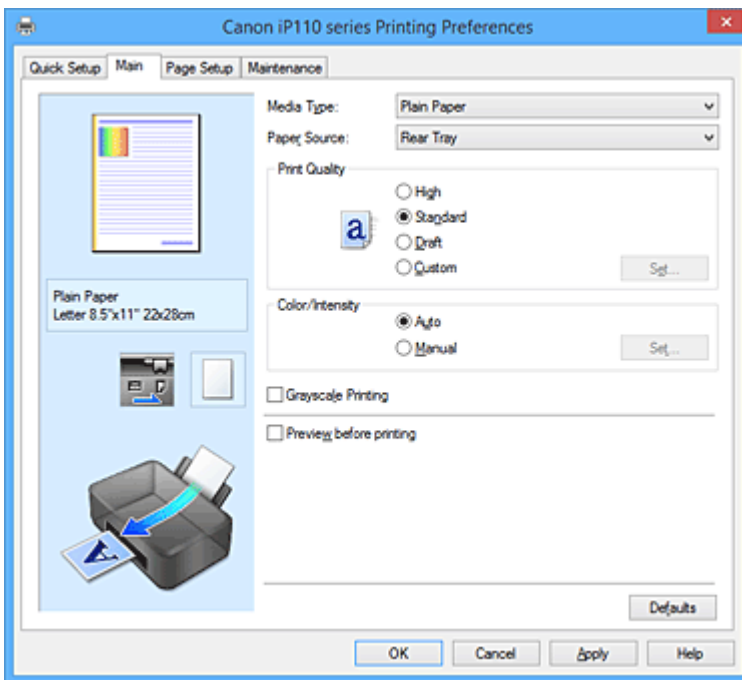 Canon iP110 series Printing Preferences
Quick Setup Main Page Setup Maintenance
Media Type: Plain Paper
Paper Source: Rear Tray
Print Quality
High
a Standard
Draft
Custom Set...
Plain Paper
Letter 8.5"x11" 22x28cm
Color/Intensity
Auto
Manual Set...
Grayscale Printing
Preview before printing
A
Defaults
OK Cancel Apply Help